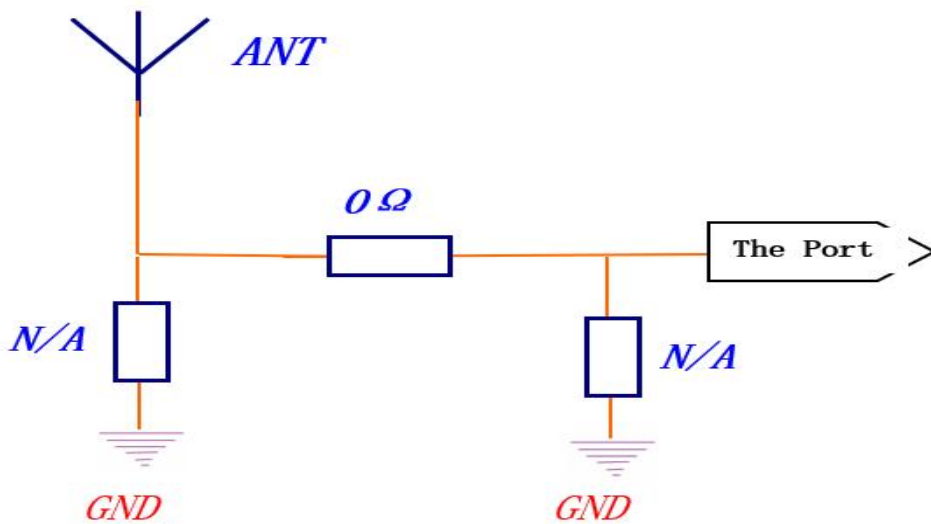 ANT
0Ω
The Port
N/A
N/A
GND
GND